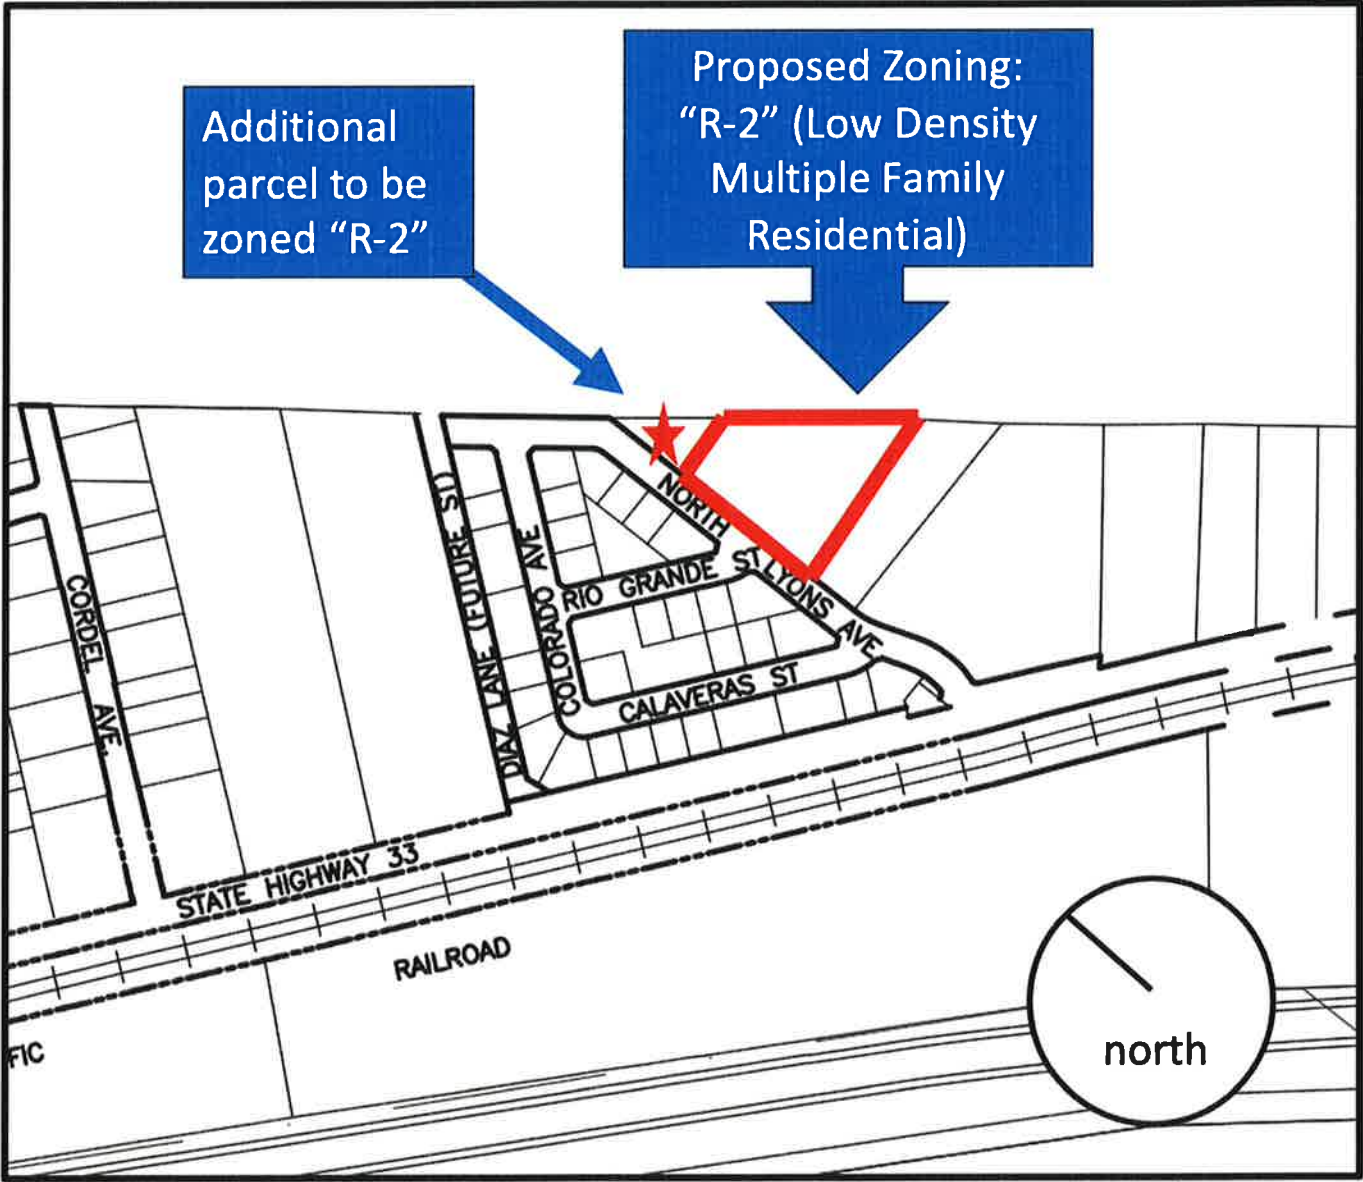 Proposed Zoning:
“R-2” (Low Density
Multiple Family
Residential)
Additional
parcel to be
zoned “R-2”
NORTH LYONS AVE.
RIO GRANDE ST
CALAVERAS ST
COLORADO AVE
DIAZ LANE (FUTURE ST)
CORDEL AVE.
STATE HIGHWAY 33
RAILROAD
FIC
north